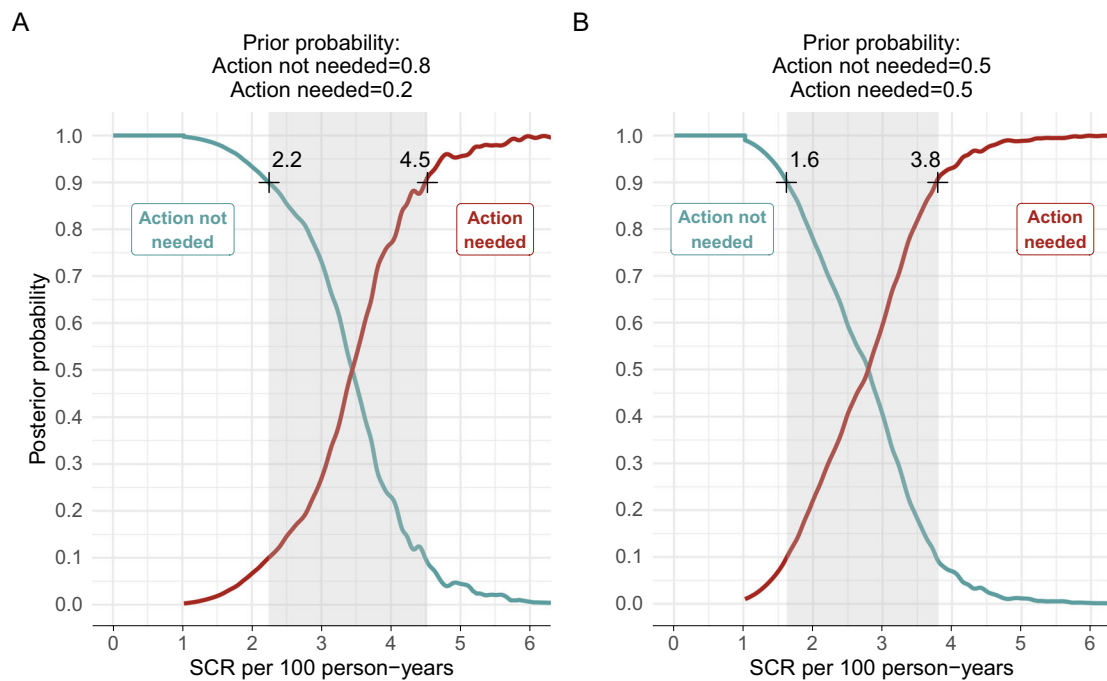 A
Prior probability:
Action not needed=0.8
Action needed=0.2
1.0
0.9
0.8
0.7
0.6
0.5
0.4
0.3
0.2
0.1
0.0
Posterior probability
2.2
4.5
Action not
needed
Action
needed
0
1
2
3
4
5
6
SCR per 100 person−years
B
Prior probability:
Action not needed=0.5
Action needed=0.5
1.0
0.9
0.8
0.7
0.6
0.5
0.4
0.3
0.2
0.1
0.0
1.6
3.8
Action not
needed
Action
needed
0
1
2
3
4
5
6
SCR per 100 person−years